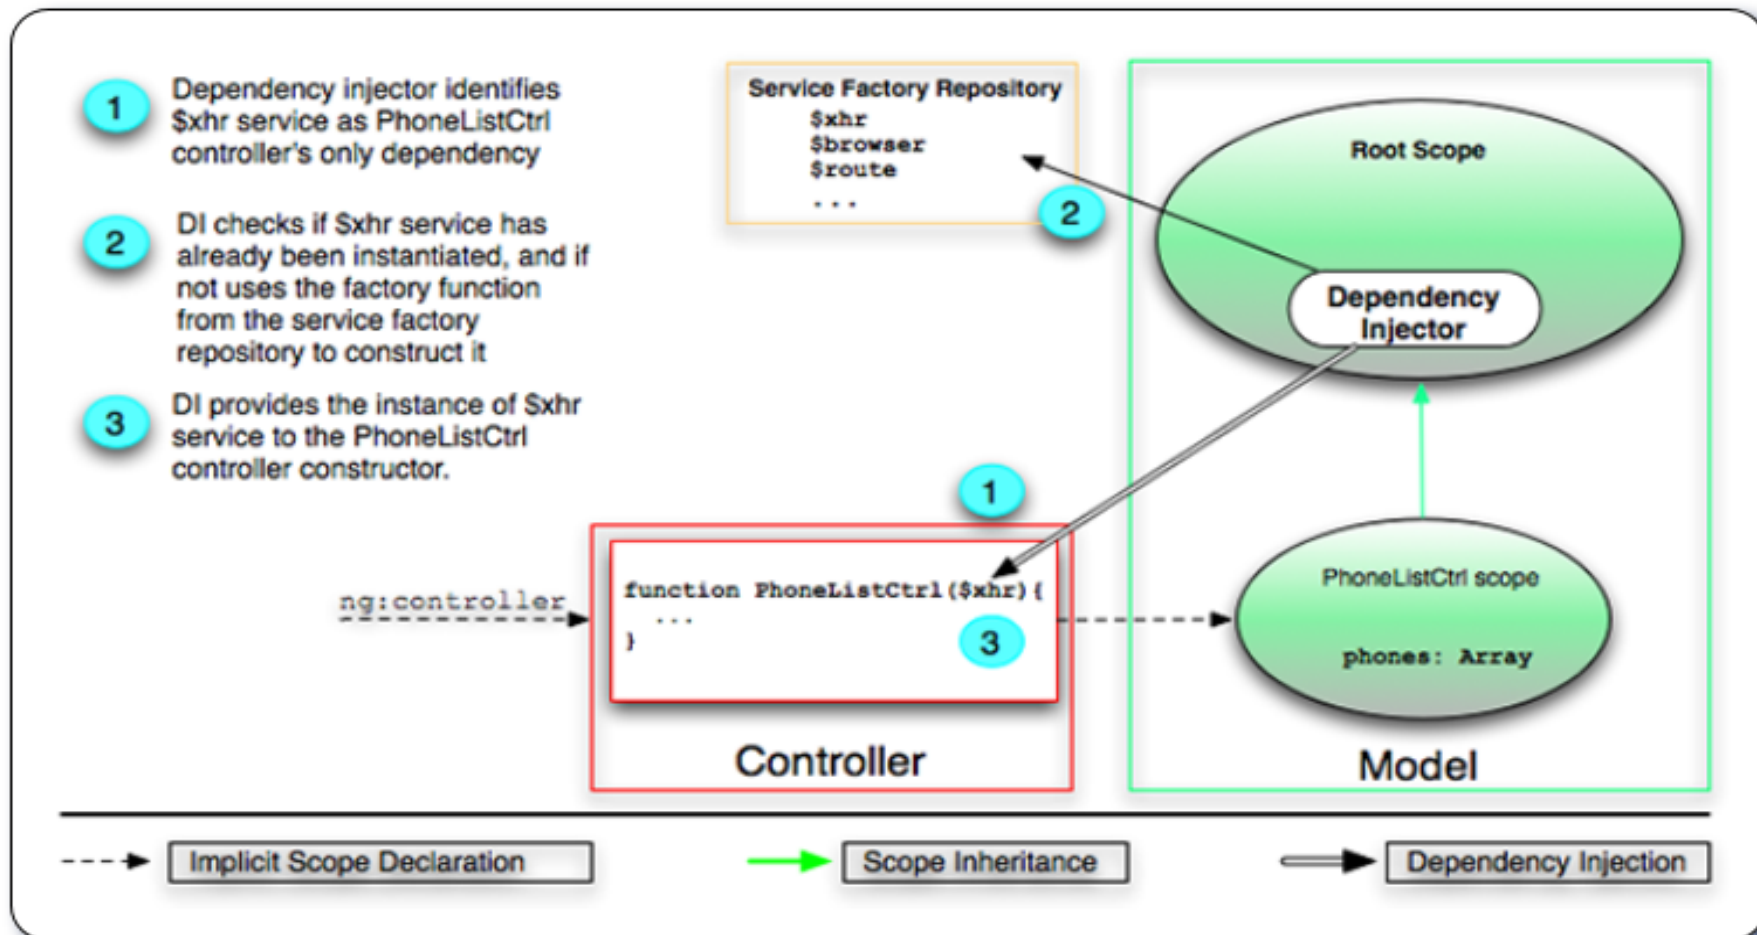 1
Dependency injector identifies
$xhr service as PhoneListCtrl
controller's only dependency
2
DI checks if $xhr service has
already been instantiated, and if
not uses the factory function
from the service factory
repository to construct it
3
DI provides the instance of $xhr
service to the PhoneListCtrl
controller constructor.
Service Factory Repository
$xhr
$browser
$route
...
2
Root Scope
Dependency
Injector
1
ng:controller
function PhoneListCtrl($xhr){
...
}
3
Controller
PhoneListCtrl scope
phones: Array
Model
Implicit Scope Declaration
Scope Inheritance
Dependency Injection